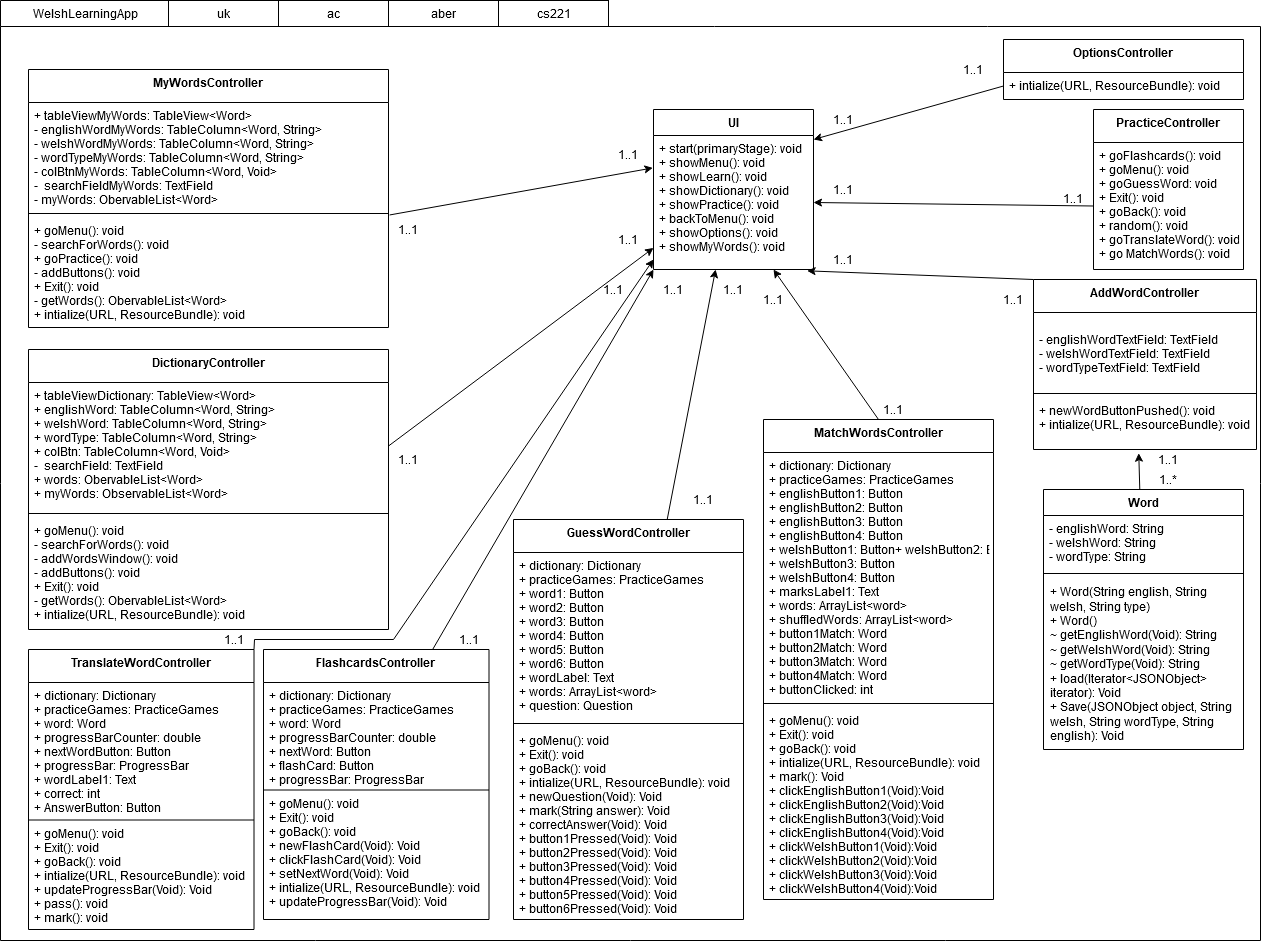 WelshLearningApp
uk
ac
aber
cs221
MyWordsController
+ tableViewMyWords: TableView<Word>
- englishWordMyWords: TableColumn<Word, String>
- welshWordMyWords: TableColumn<Word, String>
- wordTypeMyWords: TableColumn<Word, String>
- colBtnMyWords: TableColumn<Word, Void>
- searchFieldMyWords: TextField
- myWords: ObervableList<Word>
+ goMenu(): void
- searchForWords(): void
+ goPractice(): void
- addButtons(): void
+ Exit(): void
- getWords(): ObervableList<Word>
+ intialize(URL, ResourceBundle): void
1..1
1..1
UI
+ start(primaryStage): void
+ showMenu(): void
+ showLearn(): void
+ showDictionary(): void
+ showPractice(): void
+ backToMenu(): void
+ showOptions(): void
+ showMyWords(): void
1..1
1..1
OptionsController
+ intialize(URL, ResourceBundle): void
PracticeController
+ goFlashcards(): void
+ goMenu(): void
+ goGuessWord: void
+ Exit(): void
+ goBack(): void
+ random(): void
+ goTranslateWord(): void
+ go MatchWords(): void
1..1
1..1
1..1
1..1
AddWordController
- englishWordTextField: TextField
- welshWordTextField: TextField
- wordTypeTextField: TextField
+ newWordButtonPushed(): void
+ intialize(URL, ResourceBundle): void
1..1
1..*
Word
- englishWord: String
- welshWord: String
- wordType: String
+ Word(String english, String
welsh, String type)
+ Word()
~ getEnglishWord(Void): String
~ getWelshWord(Void): String
~ getWordType(Void): String
+ load(Iterator<JSONObject>
iterator): Void
+ Save(JSONObject object, String
welsh, String wordType, String
english): Void
DictionaryController
+ tableViewDictionary: TableView<Word>
+ englishWord: TableColumn<Word, String>
+ welshWord: TableColumn<Word, String>
+ wordType: TableColumn<Word, String>
+ colBtn: TableColumn<Word, Void>
- searchField: TextField
+ words: ObervableList<Word>
+ myWords: ObservableList<Word>
+ goMenu(): void
- searchForWords(): void
- addWordsWindow(): void
- addButtons(): void
+ Exit(): void
- getWords(): ObervableList<Word>
+ intialize(URL, ResourceBundle): void
1..1
1..1
1..1
1..1
1..1
1..1
1..1
1..1
1..1
1..1
TranslateWordController
+ dictionary: Dictionary
+ practiceGames: PracticeGames
+ word: Word
+ progressBarCounter: double
+ nextWordButton: Button
+ progressBar: ProgressBar
+ wordLabel1: Text
+ correct: int
+ AnswerButton: Button
+ goMenu(): void
+ Exit(): void
+ goBack(): void
+ intialize(URL, ResourceBundle): void
+ updateProgressBar(Void): Void
+ pass(): void
+ mark(): void
FlashcardsController
+ dictionary: Dictionary
+ practiceGames: PracticeGames
+ word: Word
+ progressBarCounter: double
+ nextWord: Button
+ flashCard: Button
+ progressBar: ProgressBar
+ goMenu(): void
+ Exit(): void
+ goBack(): void
+ newFlashCard(Void): Void
+ clickFlashCard(Void): Void
+ setNextWord(Void): Void
+ intialize(URL, ResourceBundle): void
+ updateProgressBar(Void): Void
GuessWordController
+ dictionary: Dictionary
+ practiceGames: PracticeGames
+ word1: Button
+ word2: Button
+ word3: Button
+ word4: Button
+ word5: Button
+ word6: Button
+ wordLabel: Text
+ words: ArrayList<word>
+ question: Question
+ goMenu(): void
+ Exit(): void
+ goBack(): void
+ intialize(URL, ResourceBundle): void
+ newQuestion(Void): Void
+ mark(String answer): Void
+ correctAnswer(Void): Void
+ button1Pressed(Void): Void
+ button2Pressed(Void): Void
+ button3Pressed(Void): Void
+ button4Pressed(Void): Void
+ button5Pressed(Void): Void
+ button6Pressed(Void): Void
MatchWordsController
+ dictionary: Dictionary
+ practiceGames: PracticeGames
+ englishButton1: Button
+ englishButton2: Button
+ englishButton3: Button
+ englishButton4: Button
+ welshButton1: Button+ welshButton2:
+ welshButton3: Button
+ welshButton4: Button
+ marksLabel1: Text
+ words: ArrayList<word>
+ shuffledWords: ArrayList<word>
+ button1Match: Word
+ button2Match: Word
+ button3Match: Word
+ button4Match: Word
+ buttonClicked: int
+ goMenu(): void
+ Exit(): void
+ goBack(): void
+ intialize(URL, ResourceBundle): void
+ mark(): Void
+ clickEnglishButton1(Void):Void
+ clickEnglishButton2(Void): Void
+ clickEnglishButton3(Void): Void
+ clickEnglishButton4(Void): Void
+ clickWelshButton1(Void): Void
+ clickWelshButton2(Void): Void
+ clickWelshButton3(Void): Void
+ clickWelshButton4(Void): Void